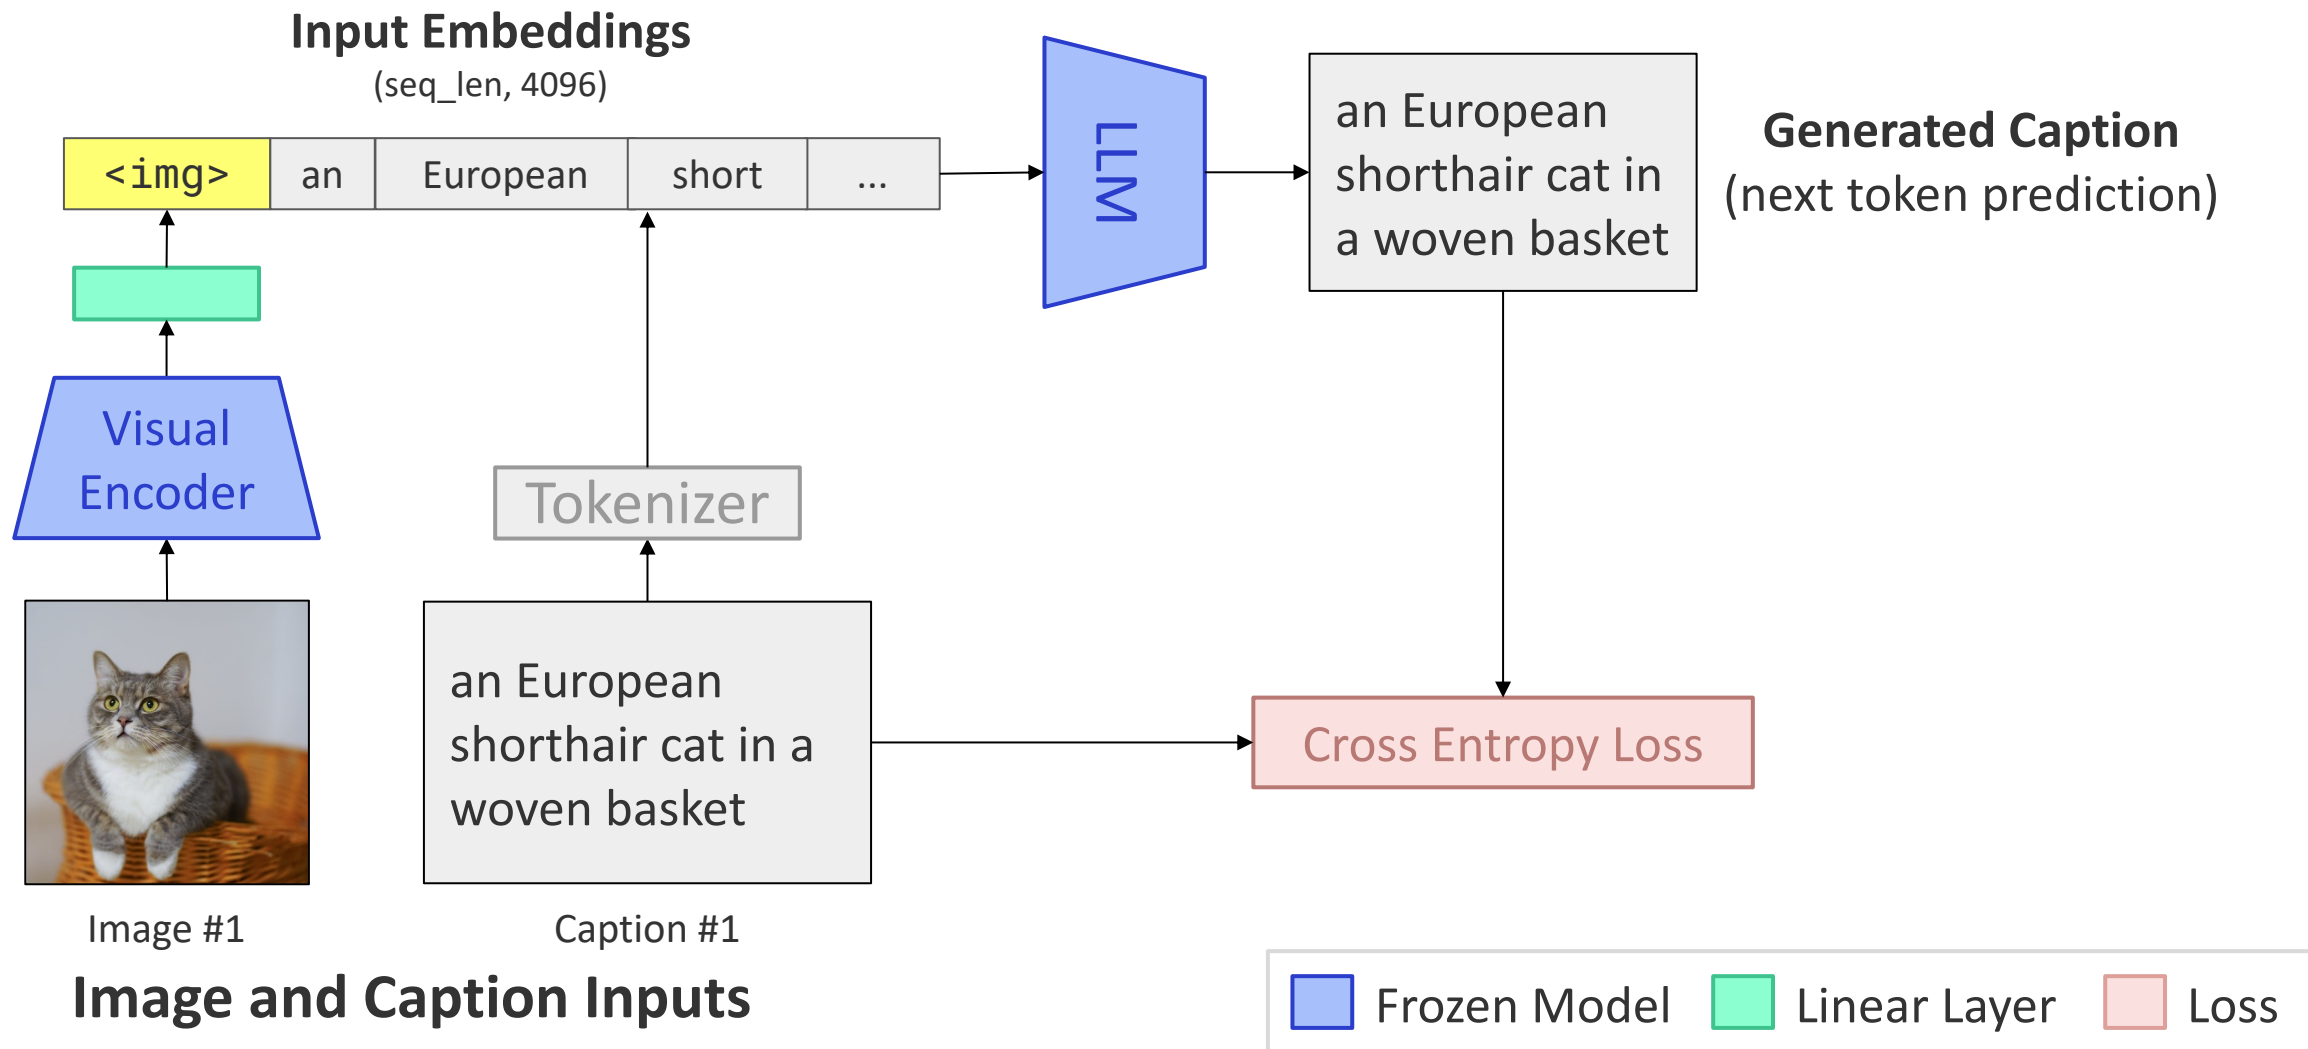 Input Embeddings
(seq_len, 4096)
<img>
an
European
short
...
LLM
an European
shorthair cat in
a woven basket
Generated Caption
(next token prediction)
Visual
Encoder
Tokenizer
an European
shorthair cat in a
woven basket
Cross Entropy Loss
Image #1
Caption #1
Image and Caption Inputs
Frozen Model
Linear Layer
Loss